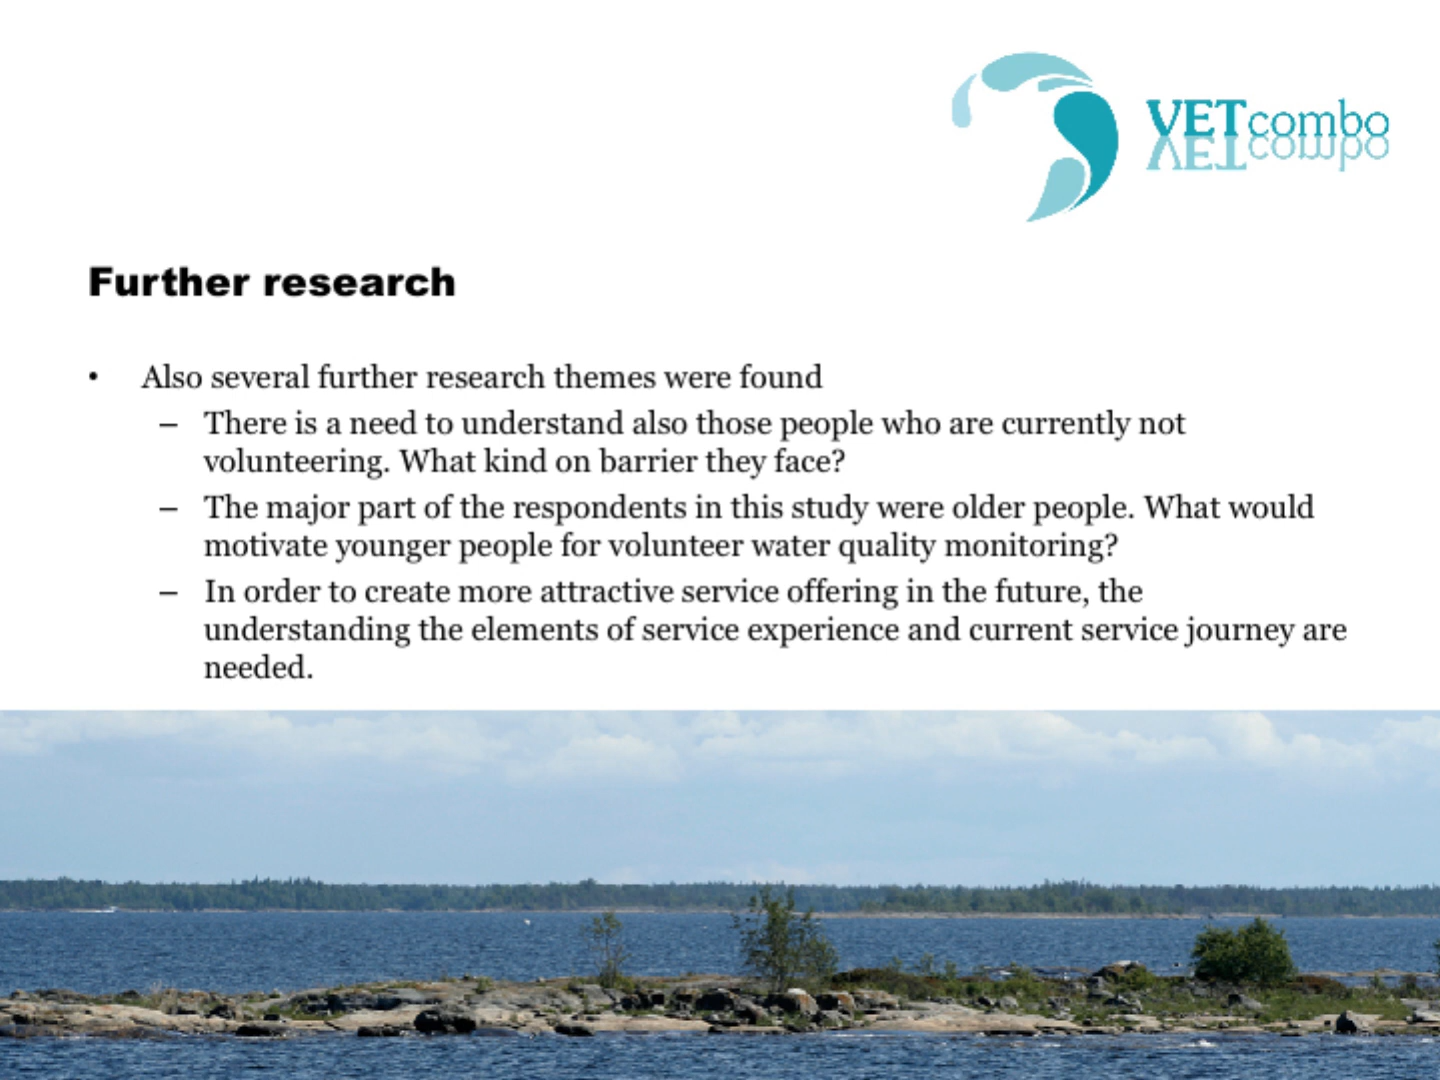 VETcombo
Further research
• Also several further research themes were found
– There is a need to understand also those people who are currently not
volunteering. What kind on barrier they face?
– The major part of the respondents in this study were older people. What would
motivate younger people for volunteer water quality monitoring?
– In order to create more attractive service offering in the future, the
understanding the elements of service experience and current service journey are
needed.